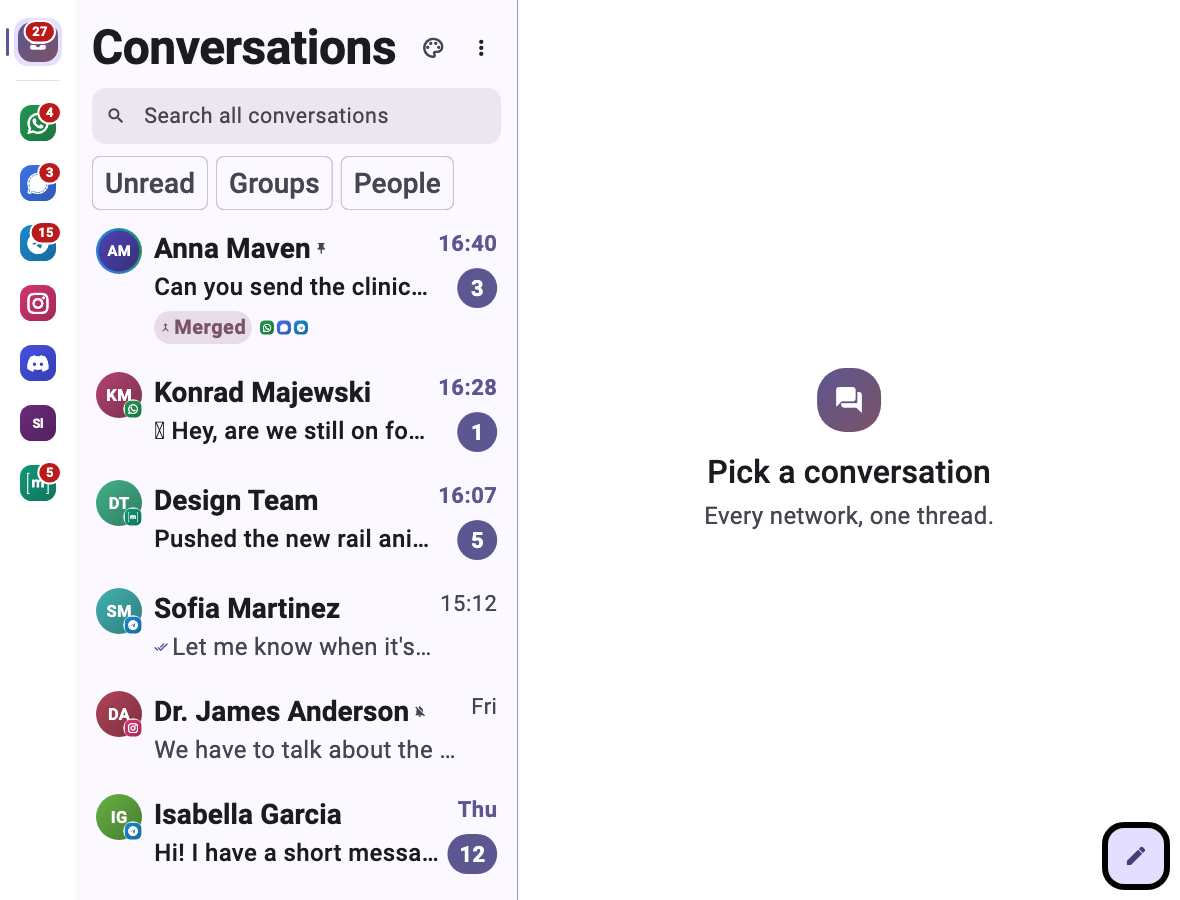 27
Conversations
Search all conversations
Unread Groups People
4
3
15
SI
[m] 5
AM Anna Maven 16:40
Can you send the clinic… 3
Merged
KM Konrad Majewski 16:28
Hey, are we still on fo… 1
DT Design Team 16:07
[m] Pushed the new rail ani… 5
SM Sofia Martinez 15:12
Let me know when it's…
DA Dr. James Anderson Fri
We have to talk about the …
IG Isabella Garcia Thu
Hi! I have a short messa… 12
Pick a conversation
Every network, one thread.